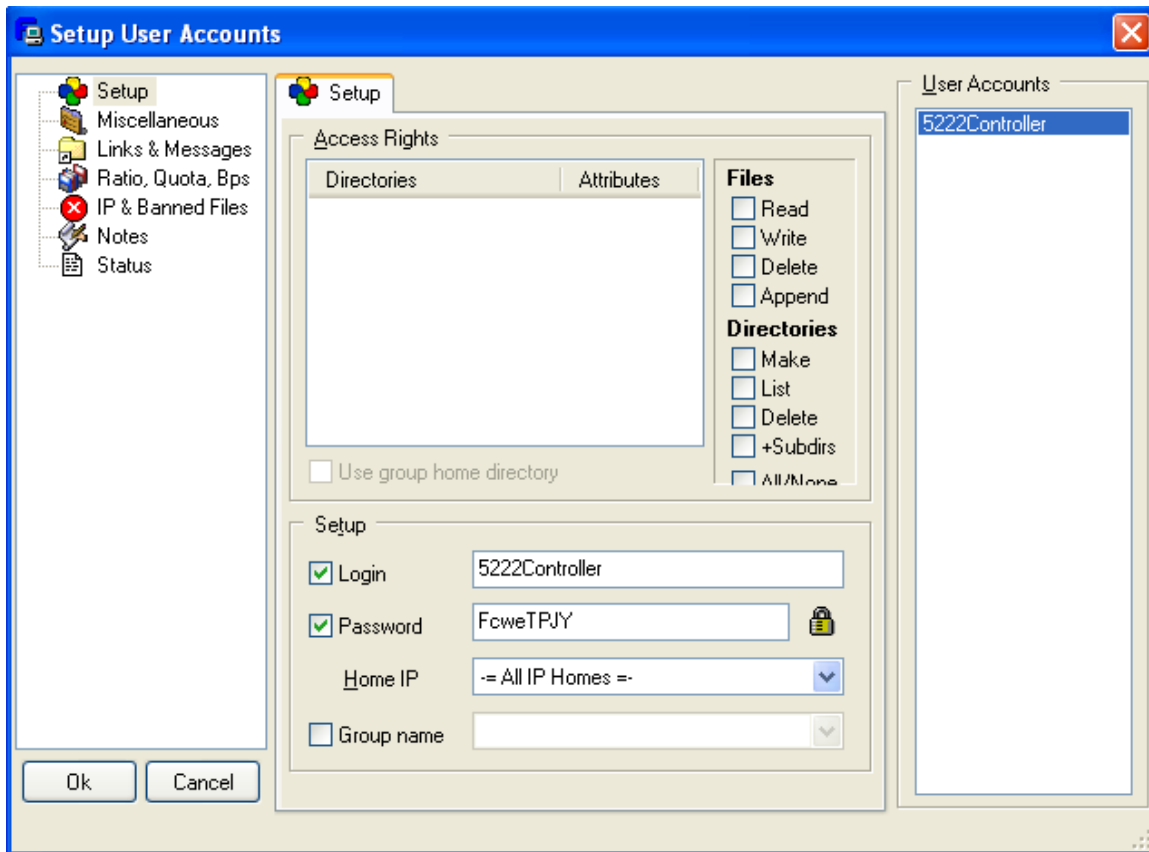 Setup User Accounts
Setup
Miscellaneous
Links & Messages
Ratio, Quota, Bps
IP & Banned Files
Notes
Status
Ok
Cancel
Setup
Access Rights
Directories Attributes
Use group home directory
Files
Read
Write
Delete
Append
Directories
Make
List
Delete
+Subdirs
All/None
Setup
Login 5222Controller
Password FcweTPJY
Home IP -= All IP Homes =-
Group name
User Accounts
5222Controller